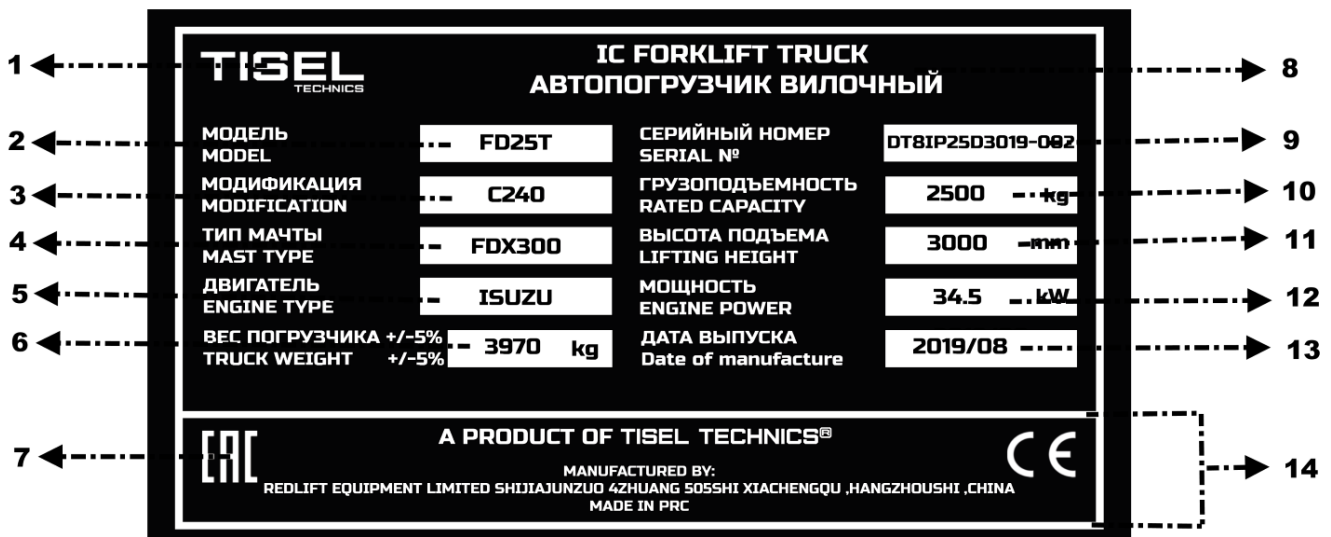 TISEL
TECHNICS
IC FORKLIFT TRUCK
АВТОПОГРУЗЧИК ВИЛОЧНЫЙ
МОДЕЛЬ
MODEL
FD25T
СЕРИЙНЫЙ НОМЕР
SERIAL №
DT8IP25D3019-082
МОДИФИКАЦИЯ
MODIFICATION
C240
ГРУЗОПОДЪЕМНОСТЬ
RATED CAPACITY
2500 kg
ТИП МАЧТЫ
MAST TYPE
FDX300
ВЫСОТА ПОДЪЕМА
LIFTING HEIGHT
3000 mm
ДВИГАТЕЛЬ
ENGINE TYPE
ISUZU
МОЩНОСТЬ
ENGINE POWER
34.5 kW
ВЕС ПОГРУЗЧИКА +/-5%
TRUCK WEIGHT +/-5%
3970 kg
ДАТА ВЫПУСКА
Date of manufacture
2019/08
EAC
A PRODUCT OF TISEL TECHNICS®
CE
MANUFACTURED BY:
REDLIFT EQUIPMENT LIMITED SHIJIAJUNZUO 4ZHUANG 505SHI XIACHENGQU ,HANGZHOUSHI ,CHINA
MADE IN PRC
1
2
3
4
5
6
7
8
9
10
11
12
13
14